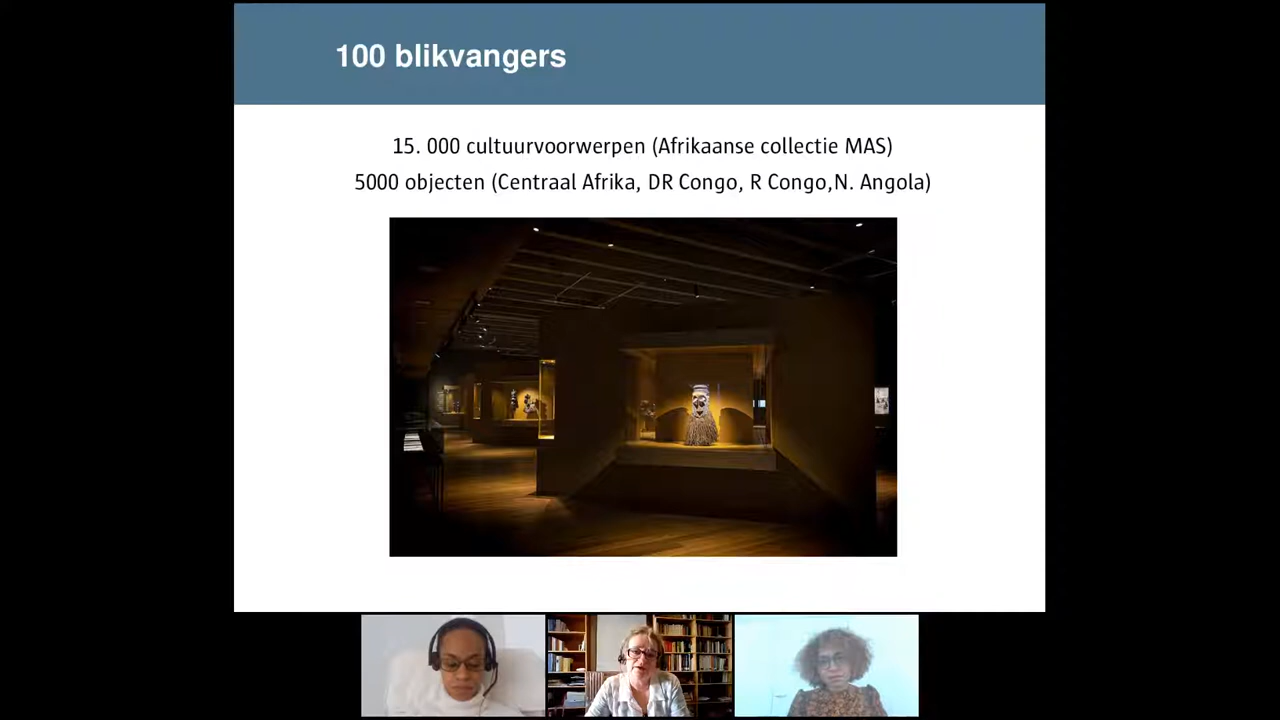 100 blikvangers
15. 000 cultuurvoorwerpen (Afrikaanse collectie MAS)
5000 objecten (Centraal Afrika, DR Congo, R Congo,N. Angola)